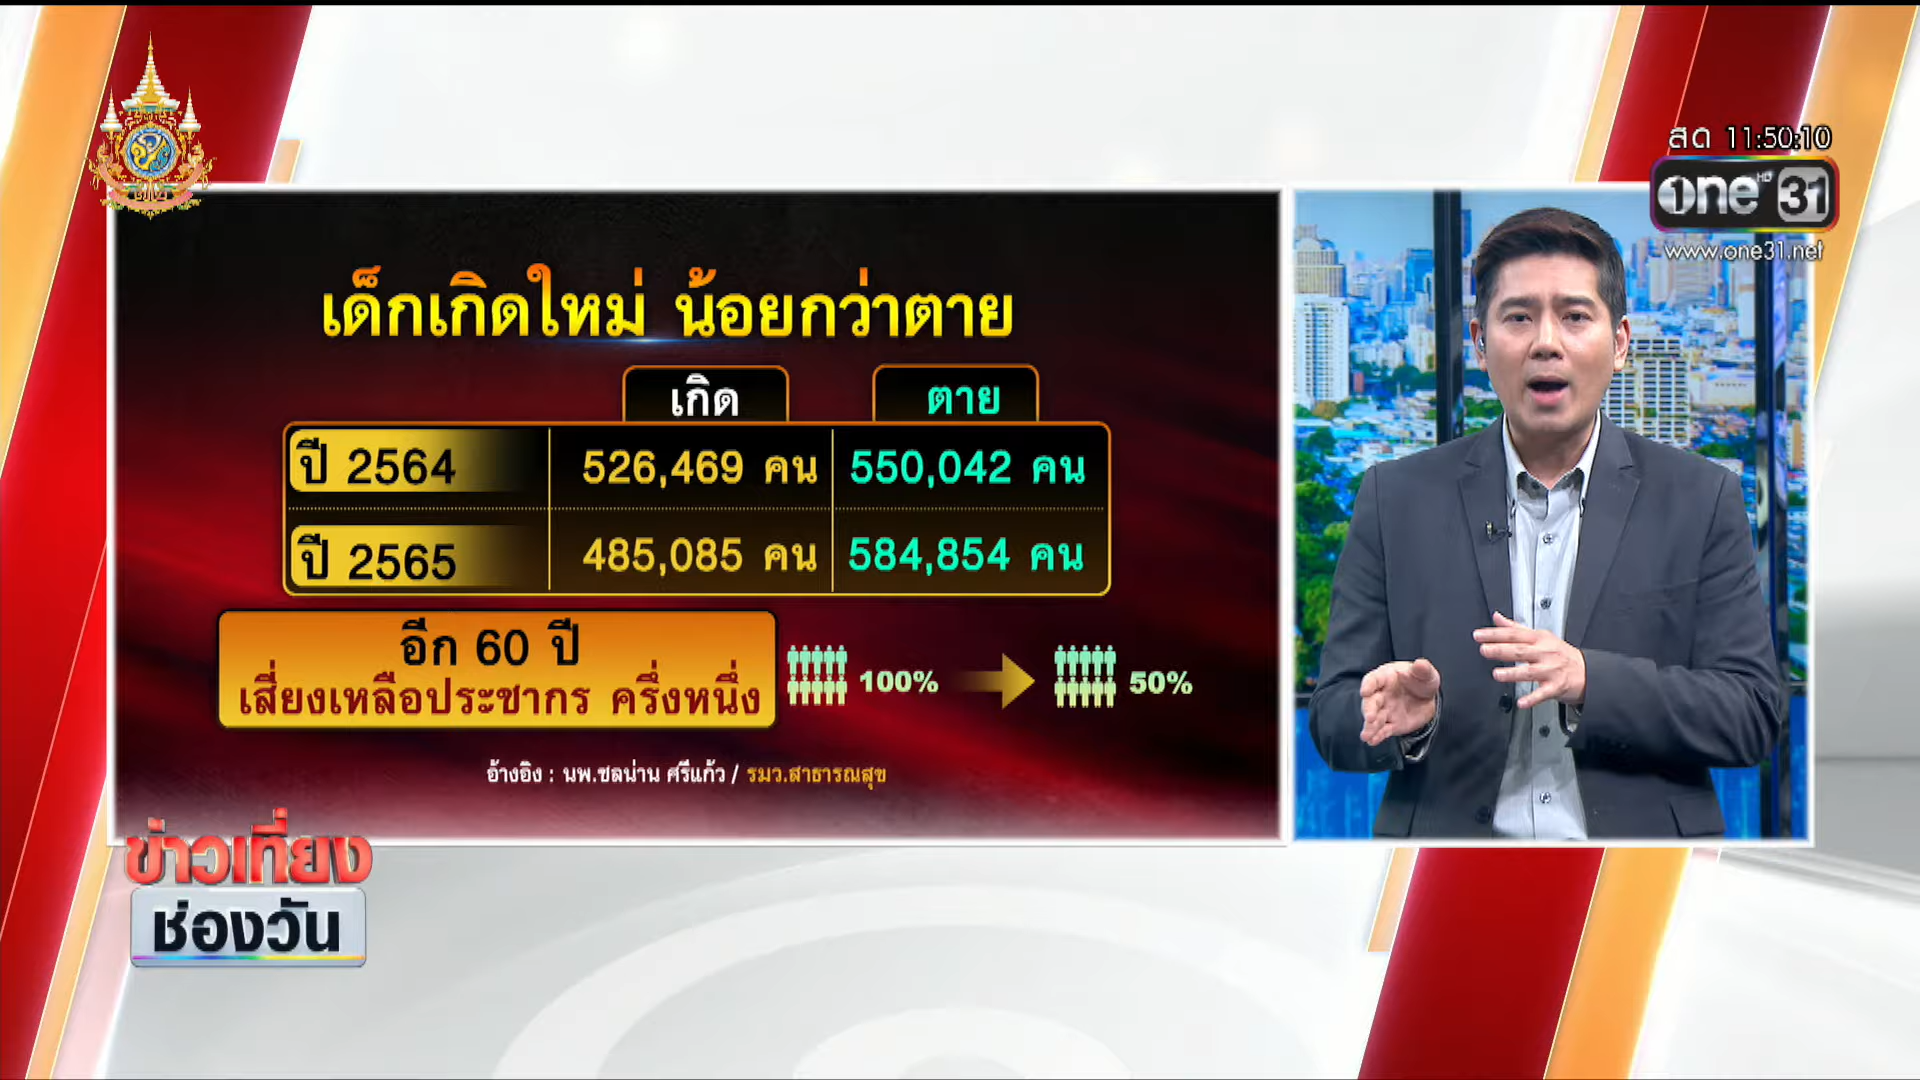 สด 11:50:10
one HD 31
www.one31.net
เด็กเกิดใหม่ น้อยกว่าตาย
เกิด ตาย
ปี 2564 526,469 คน 550,042 คน
ปี 2565 485,085 คน 584,854 คน
อีก 60 ปี
เสี่ยงเหลือประชากร ครึ่งหนึ่ง
100% 50%
อ้างอิง : นพ.ชลน่าน ศรีแก้ว / รมว.สาธารณสุข
ข่าวเที่ยง
ช่องวัน